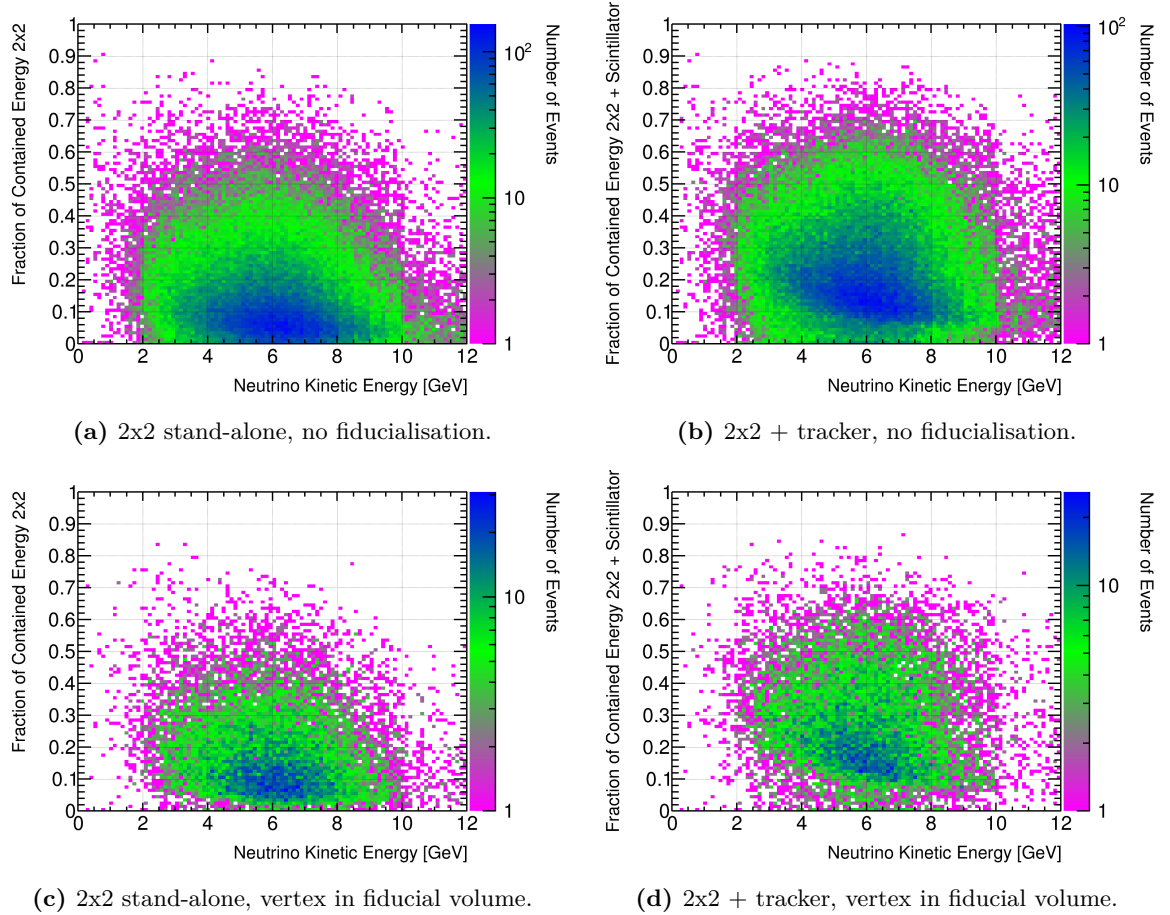 Fraction of Contained Energy 2x2
1
0.9
0.8
0.7
0.6
0.5
0.4
0.3
0.2
0.1
0
0 2 4 6 8 10 12
Neutrino Kinetic Energy [GeV]
10²
10
1
Number of Events
(a) 2x2 stand-alone, no fiducialisation.
Fraction of Contained Energy 2x2 + Scintillator
1
0.9
0.8
0.7
0.6
0.5
0.4
0.3
0.2
0.1
0
0 2 4 6 8 10 12
Neutrino Kinetic Energy [GeV]
10²
10
1
Number of Events
(b) 2x2 + tracker, no fiducialisation.
Fraction of Contained Energy 2x2
1
0.9
0.8
0.7
0.6
0.5
0.4
0.3
0.2
0.1
0
0 2 4 6 8 10 12
Neutrino Kinetic Energy [GeV]
10
1
Number of Events
(c) 2x2 stand-alone, vertex in fiducial volume.
Fraction of Contained Energy 2x2 + Scintillator
1
0.9
0.8
0.7
0.6
0.5
0.4
0.3
0.2
0.1
0
0 2 4 6 8 10 12
Neutrino Kinetic Energy [GeV]
10
1
Number of Events
(d) 2x2 + tracker, vertex in fiducial volume.